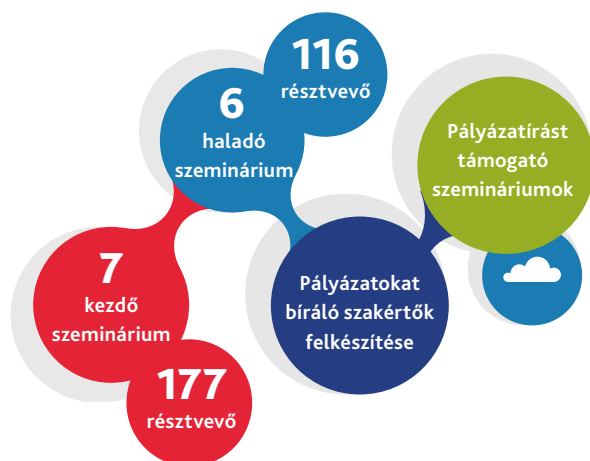 116
résztvevő
6
haladó
szeminárium
Pályázatírást
támogató
szemináriumok
7
kezdő
szeminárium
Pályázatokat
bíráló szakértők
felkészítése
177
résztvevő